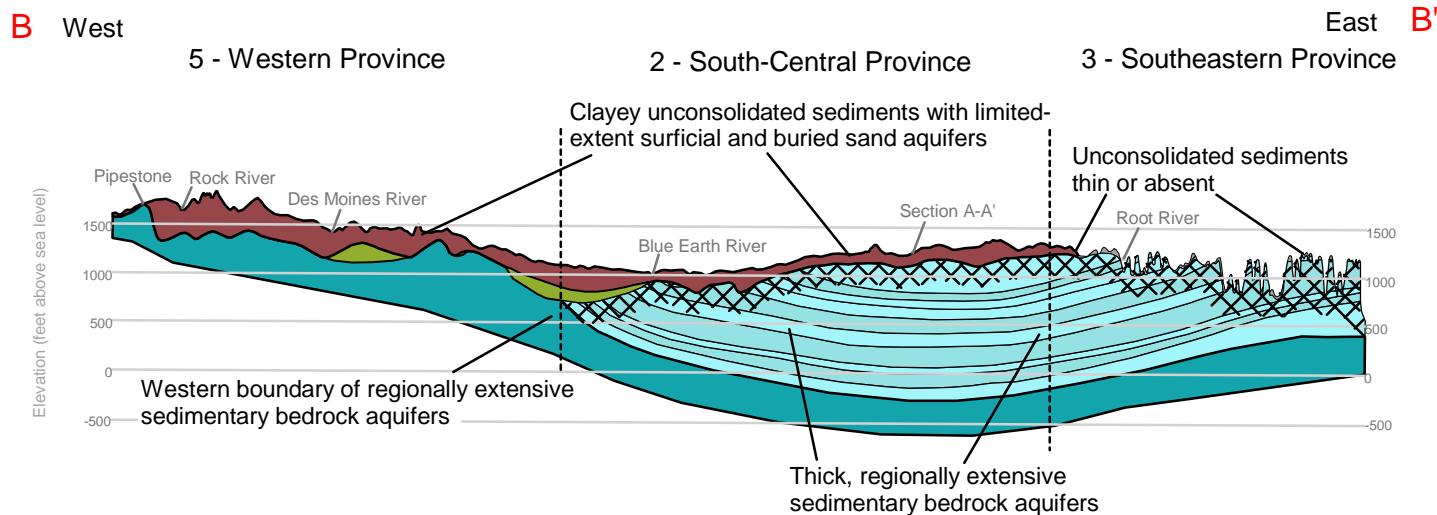 B West
East B'
5 - Western Province
2 - South-Central Province
3 - Southeastern Province
Clayey unconsolidated sediments with limited-
extent surficial and buried sand aquifers
Unconsolidated sediments
thin or absent
Pipestone
Rock River
Des Moines River
Blue Earth River
Section A-A'
Root River
Elevation (feet above sea level)
1500
1000
500
0
-500
1500
1000
500
0
-500
Western boundary of regionally extensive
sedimentary bedrock aquifers
Thick, regionally extensive
sedimentary bedrock aquifers